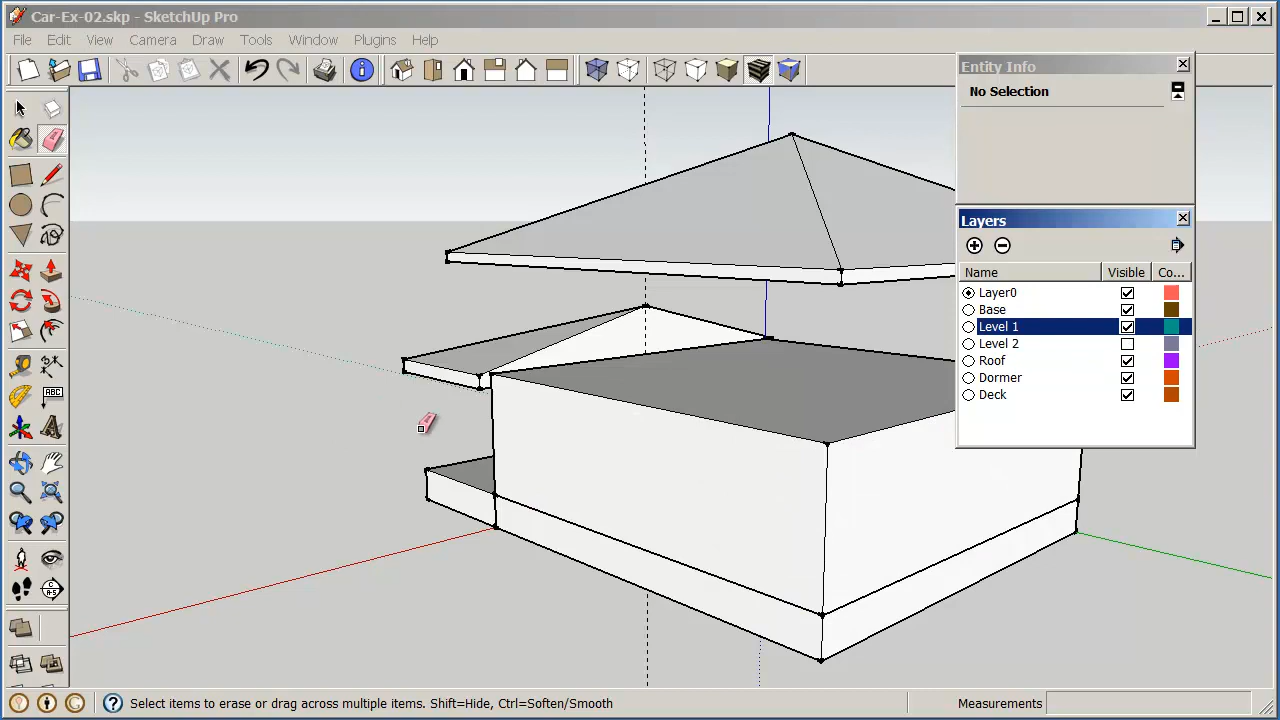 Car-Ex-02.skp - SketchUp Pro
File Edit View Camera Draw Tools Window Plugins Help
Entity Info
No Selection
Layers
Name Visible Co...
Layer0
Base
Level 1
Level 2
Roof
Dormer
Deck
ABC
A
C
A-S
Select items to erase or drag across multiple items. Shift=Hide, Ctrl=Soften/Smooth
Measurements